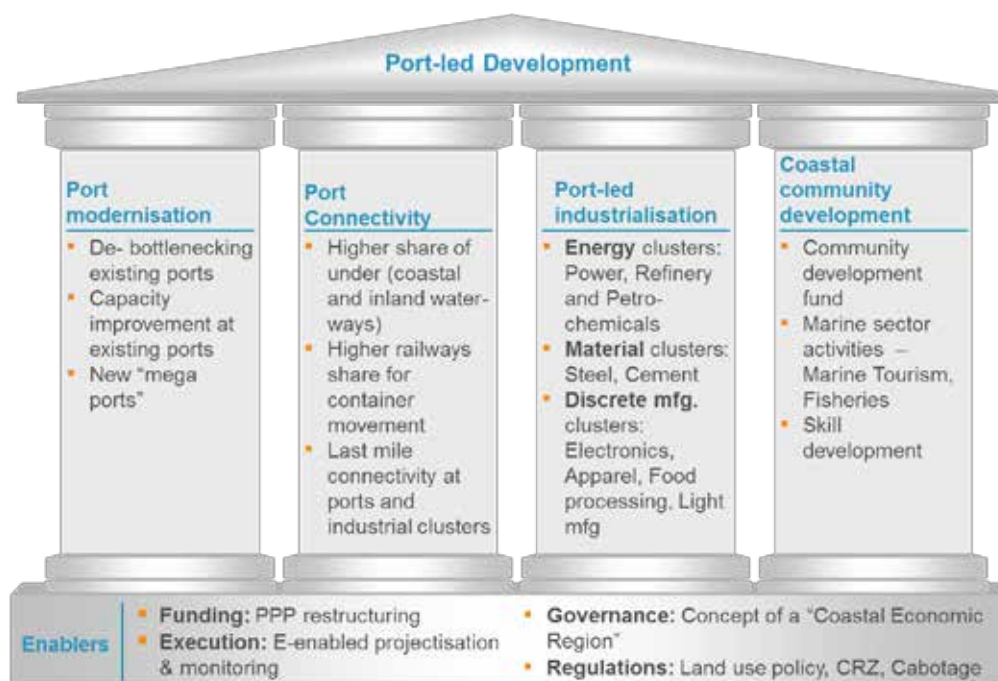 Port-led Development
Port
modernisation
De- bottlenecking
existing ports
Capacity
improvement at
existing ports
New “mega
ports”
Port
Connectivity
Higher share of
under (coastal
and inland water-
ways)
Higher railways
share for
container
movement
Last mile
connectivity at
ports and
industrial clusters
Port-led
industrialisation
Energy clusters:
Power, Refinery
and Petro-
chemicals
Material clusters:
Steel, Cement
Discrete mfg.
clusters:
Electronics,
Apparel, Food
processing, Light
mfg
Coastal
community
development
Community
development
fund
Marine sector
activities –
Marine Tourism,
Fisheries
Skill
development
Enablers
Funding: PPP restructuring
Execution: E-enabled projectisation
& monitoring
Governance: Concept of a “Coastal Economic
Region”
Regulations: Land use policy, CRZ, Cabotage